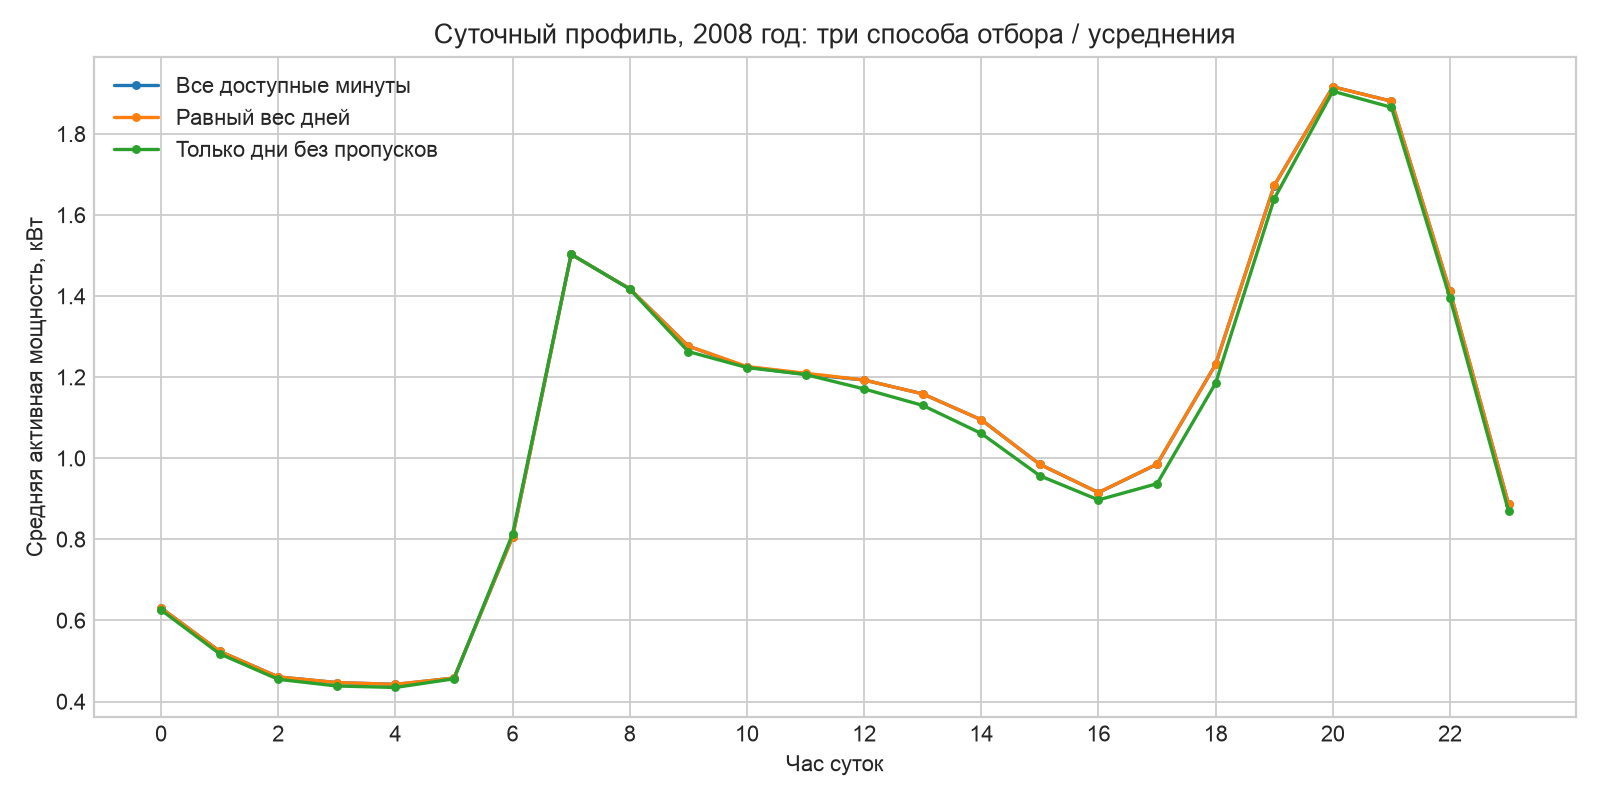 Суточный профиль, 2008 год: три способа отбора / усреднения
Все доступные минуты
Равный вес дней
Только дни без пропусков
Средняя активная мощность, кВт
1.8
1.6
1.4
1.2
1.0
0.8
0.6
0.4
0 2 4 6 8 10 12 14 16 18 20 22
Час суток